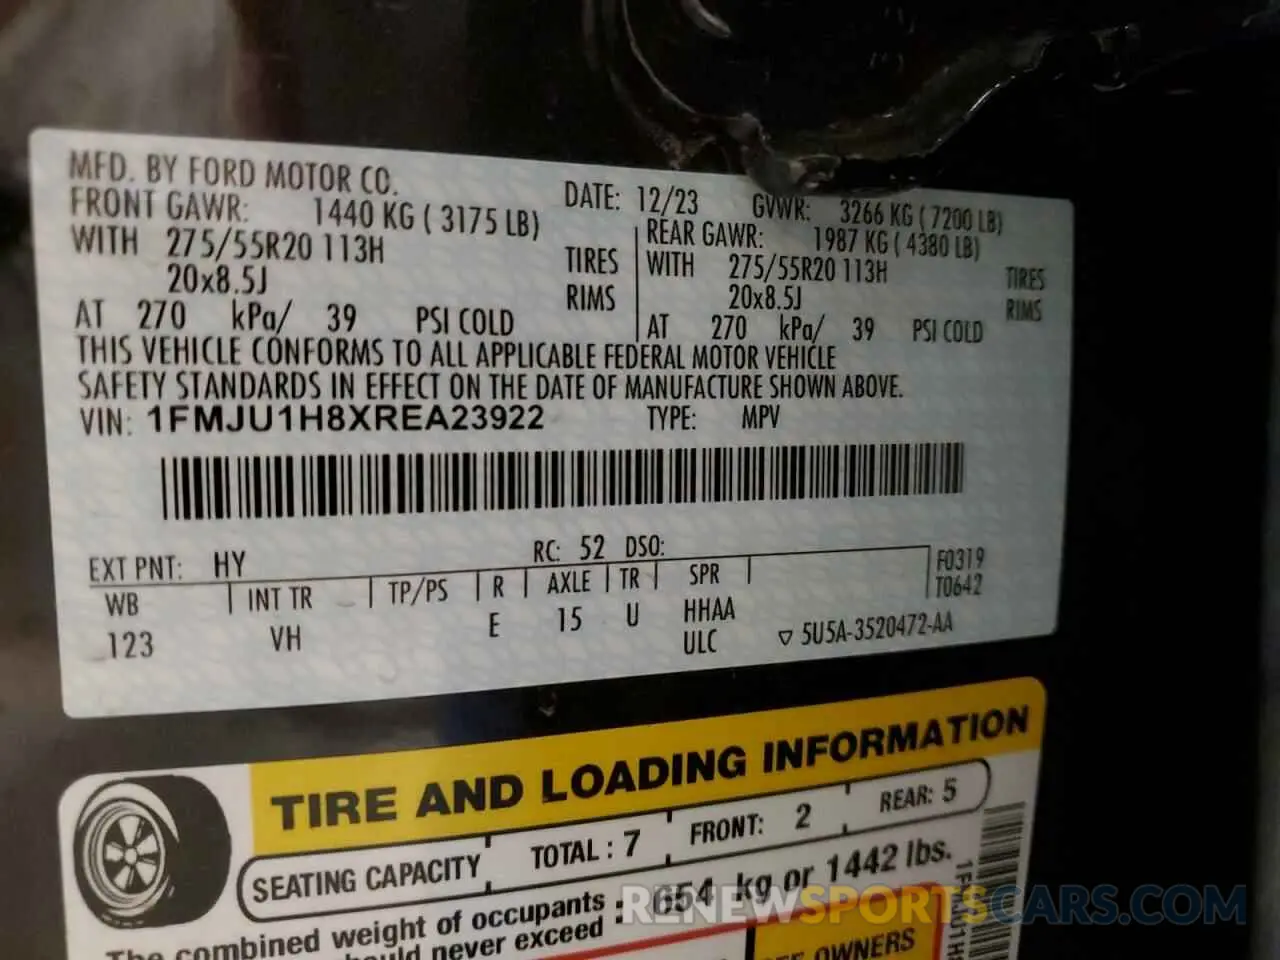 MFD. BY FORD MOTOR CO.
DATE: 12/23 GVWR: 3266 KG ( 7200 LB)
FRONT GAWR: 1440 KG ( 3175 LB)
REAR GAWR: 1987 KG ( 4380 LB)
WITH 275/55R20 113H TIRES
WITH 275/55R20 113H TIRES
20x8.5J RIMS
20x8.5J RIMS
AT 270 kPa/ 39 PSI COLD
AT 270 kPa/ 39 PSI COLD
THIS VEHICLE CONFORMS TO ALL APPLICABLE FEDERAL MOTOR VEHICLE
SAFETY STANDARDS IN EFFECT ON THE DATE OF MANUFACTURE SHOWN ABOVE.
VIN: 1FMJU1H8XREA23922 TYPE: MPV
EXT PNT: HY RC: 52 DSO:
WB INT TR TP/PS R AXLE TR SPR
F0319
T0642
123 VH E 15 U HHAA
ULC
▽ 5U5A-3520472-AA
TIRE AND LOADING INFORMATION
SEATING CAPACITY TOTAL : 7 FRONT: 2 REAR: 5
The combined weight of occupants : 654 kg or 1442 lbs.
never exceed
OWNERS
RENEWSPORTSCARS.COM